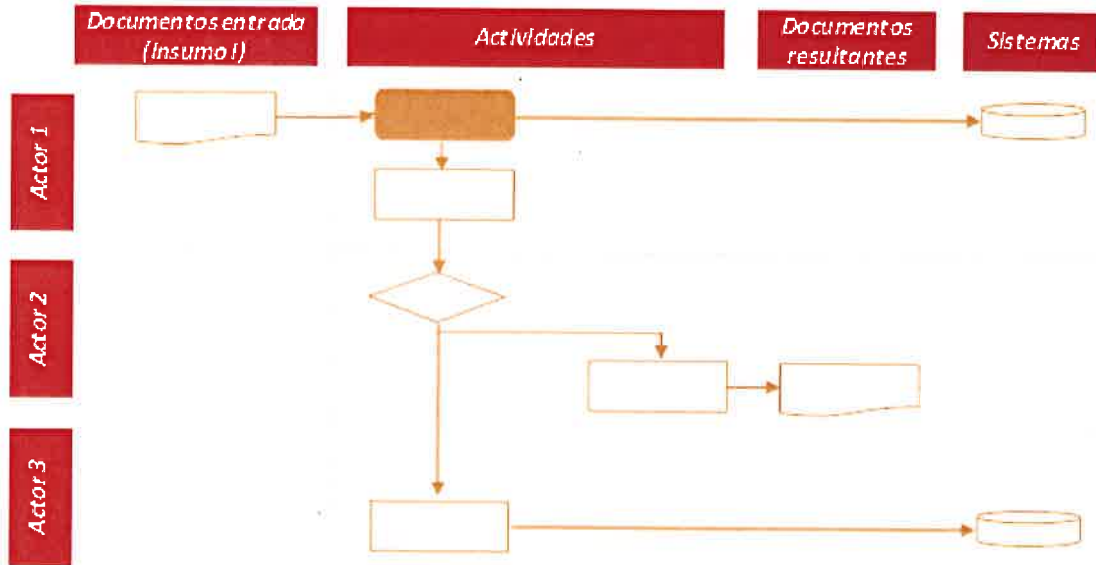 Documentos entrada
(Insumo I)
Actividades
Documentos
resultantes
Sistemas
Actor 1
Actor 2
Actor 3